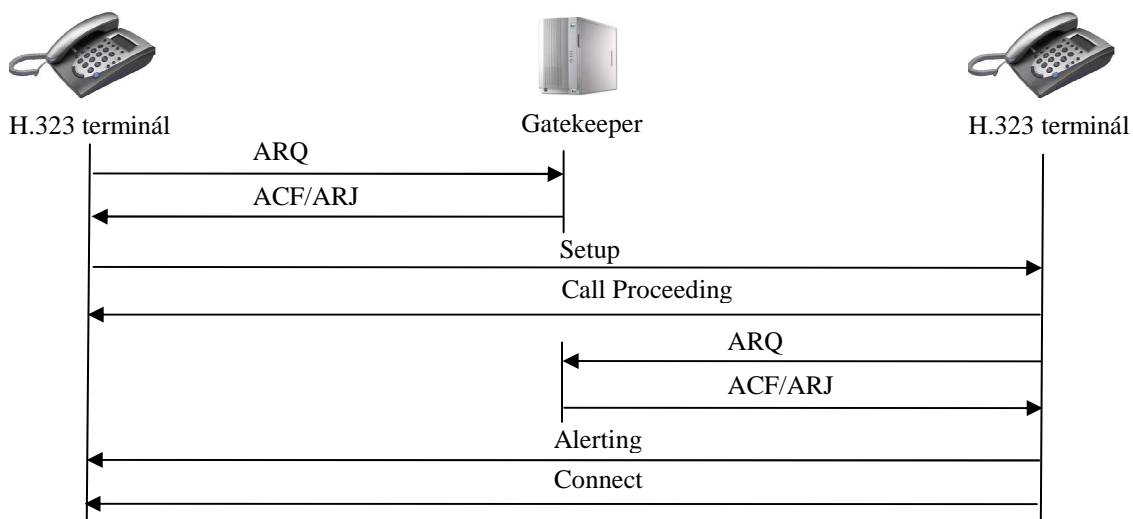 H.323 terminál
Gatekeeper
H.323 terminál
ARQ
ACF/ARJ
Setup
Call Proceeding
ARQ
ACF/ARJ
Alerting
Connect